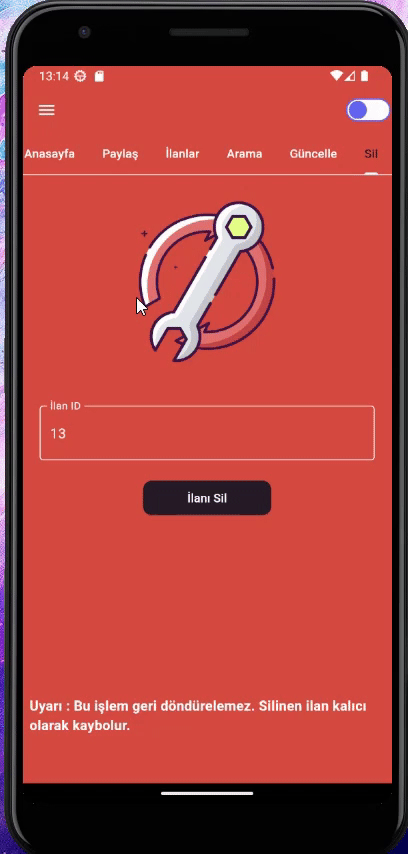 13:14
Anasayfa Paylaş İlanlar Arama Güncelle Sil
İlan ID
13
İlanı Sil
Uyarı : Bu işlem geri döndürelemez. Silinen ilan kalıcı
olarak kaybolur.